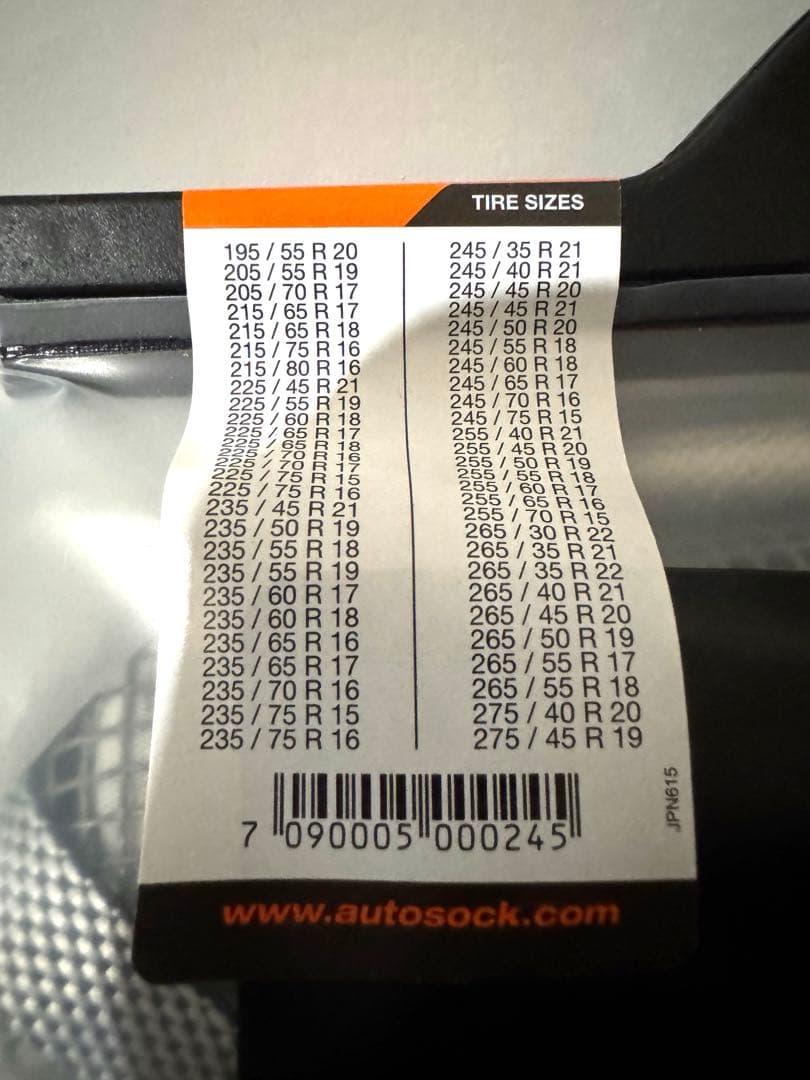 TIRE SIZES
195 / 55 R 20
205 / 55 R 19
205 / 70 R 17
215 / 65 R 17
215 / 65 R 18
215 / 75 R 16
215 / 80 R 16
225 / 45 R 21
225 / 55 R 19
225 / 60 R 18
225 / 65 R 17
225 / 65 R 18
225 / 70 R 16
225 / 70 R 17
225 / 75 R 15
225 / 75 R 16
235 / 45 R 21
235 / 50 R 19
235 / 55 R 18
235 / 55 R 19
235 / 60 R 17
235 / 60 R 18
235 / 65 R 16
235 / 65 R 17
235 / 70 R 16
235 / 75 R 15
235 / 75 R 16
245 / 35 R 21
245 / 40 R 21
245 / 45 R 20
245 / 45 R 21
245 / 50 R 20
245 / 55 R 18
245 / 60 R 18
245 / 65 R 17
245 / 70 R 16
245 / 75 R 15
255 / 40 R 21
255 / 45 R 20
255 / 50 R 19
255 / 55 R 18
255 / 60 R 17
255 / 65 R 16
255 / 70 R 15
265 / 30 R 22
265 / 35 R 21
265 / 35 R 22
265 / 40 R 21
265 / 45 R 20
265 / 50 R 19
265 / 55 R 17
265 / 55 R 18
275 / 40 R 20
275 / 45 R 19
7 090005 000245
JPN615
www.autosock.com